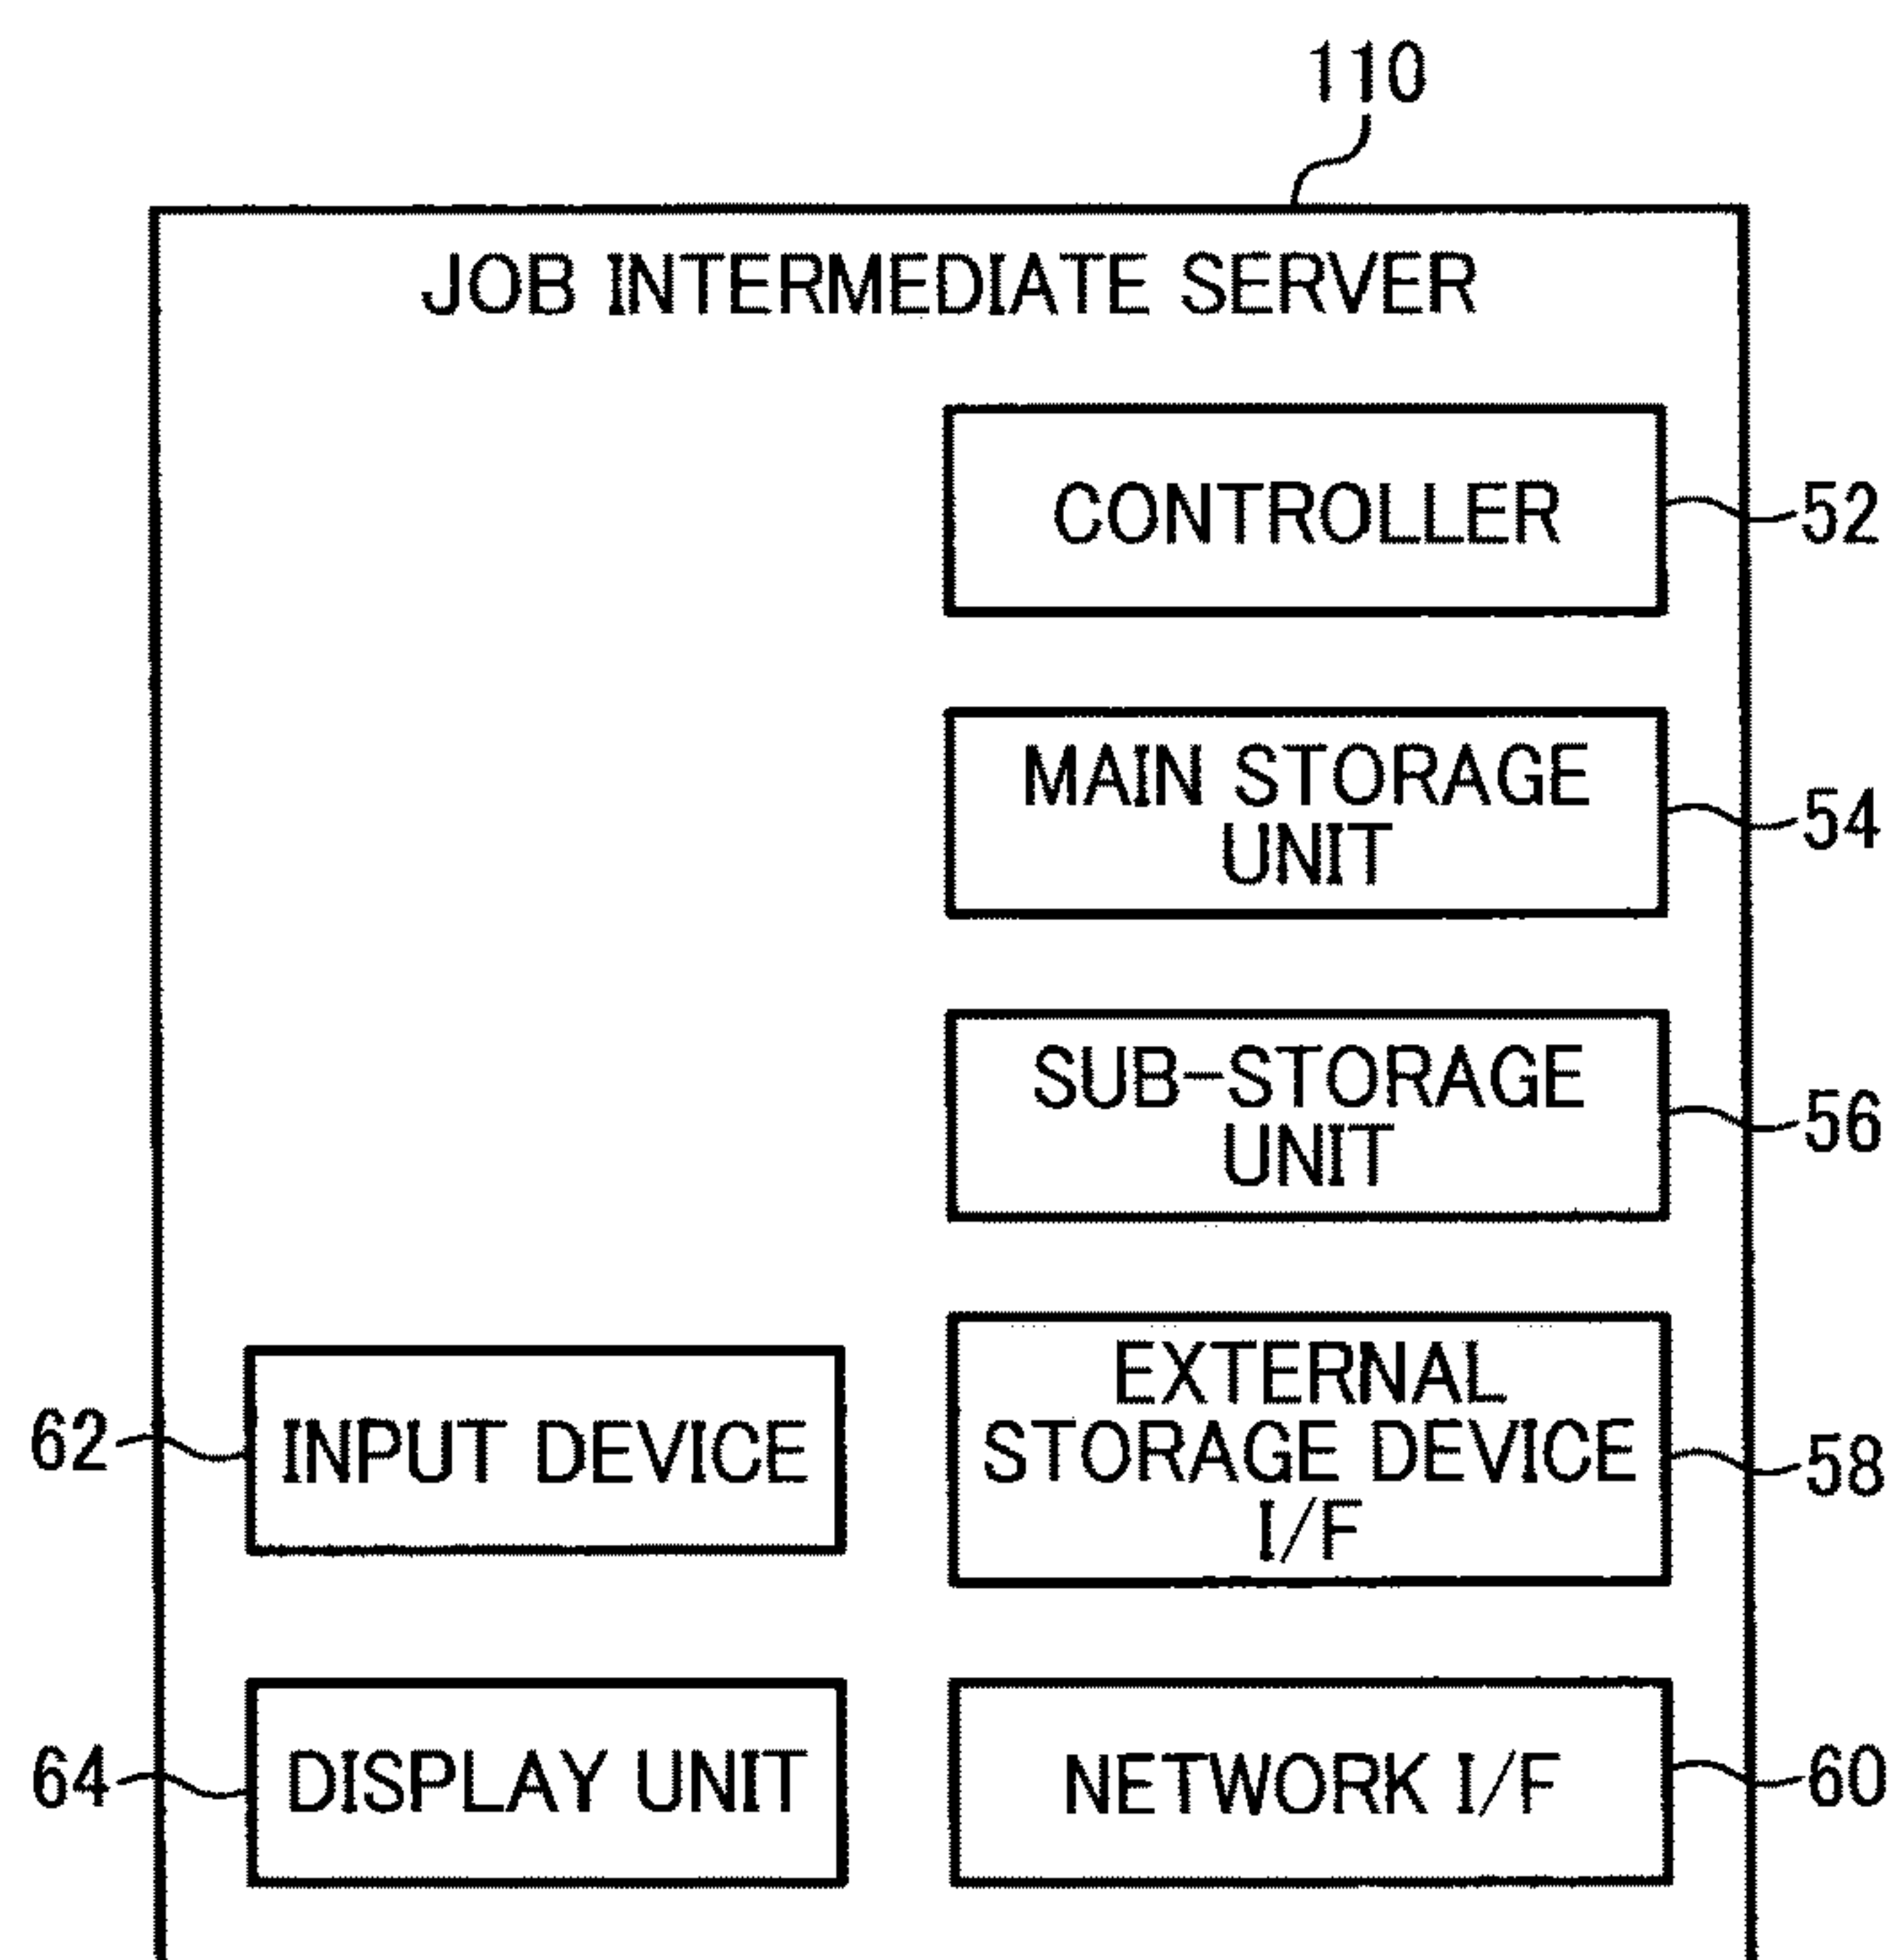 110
JOB INTERMEDIATE SERVER
CONTROLLER
52
MAIN STORAGE
UNIT
54
SUB-STORAGE
UNIT
56
62
INPUT DEVICE
EXTERNAL
STORAGE DEVICE
I/F
58
64
DISPLAY UNIT
NETWORK I/F
60